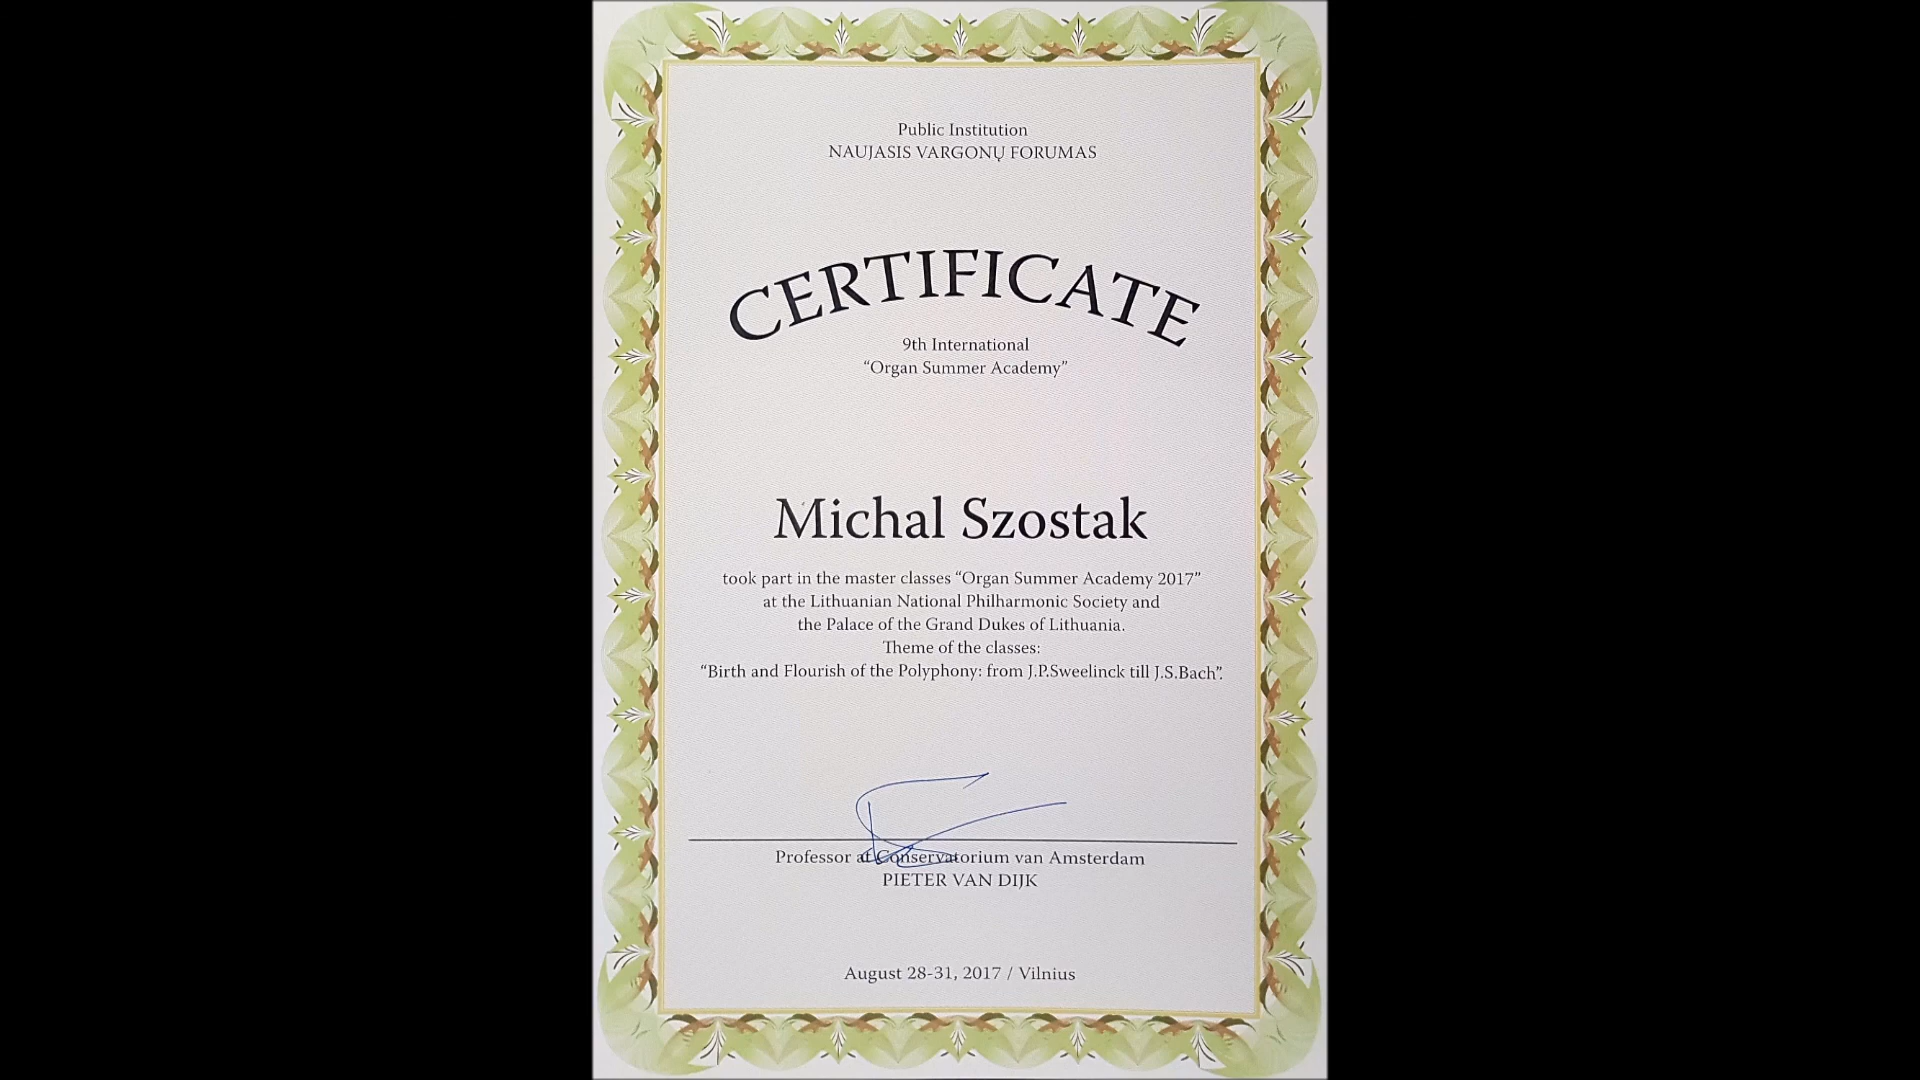 Public Institution
NAUJASIS VARGONŲ FORUMAS
CERTIFICATE
9th International
“Organ Summer Academy”
Michal Szostak
took part in the master classes “Organ Summer Academy 2017”
at the Lithuanian National Philharmonic Society and
the Palace of the Grand Dukes of Lithuania.
Theme of the classes:
“Birth and Flourish of the Polyphony: from J.P.Sweelinck till J.S.Bach”.
Professor at Conservatorium van Amsterdam
PIETER VAN DIJK
August 28-31, 2017 / Vilnius